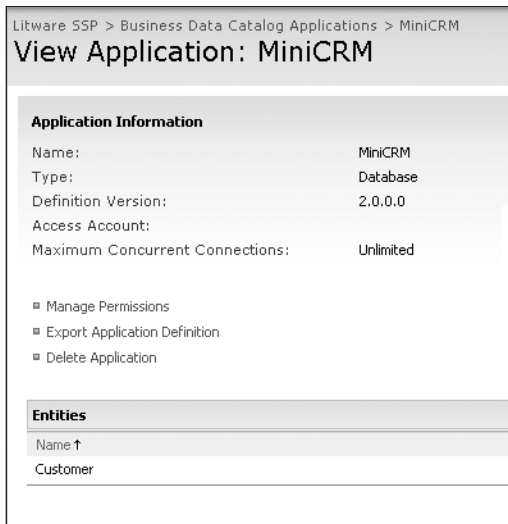 Litware SSP > Business Data Catalog Applications > MiniCRM
View Application: MiniCRM
Application Information
Name: MiniCRM
Type: Database
Definition Version: 2.0.0.0
Access Account:
Maximum Concurrent Connections: Unlimited
Manage Permissions
Export Application Definition
Delete Application
Entities
Name ↑
Customer